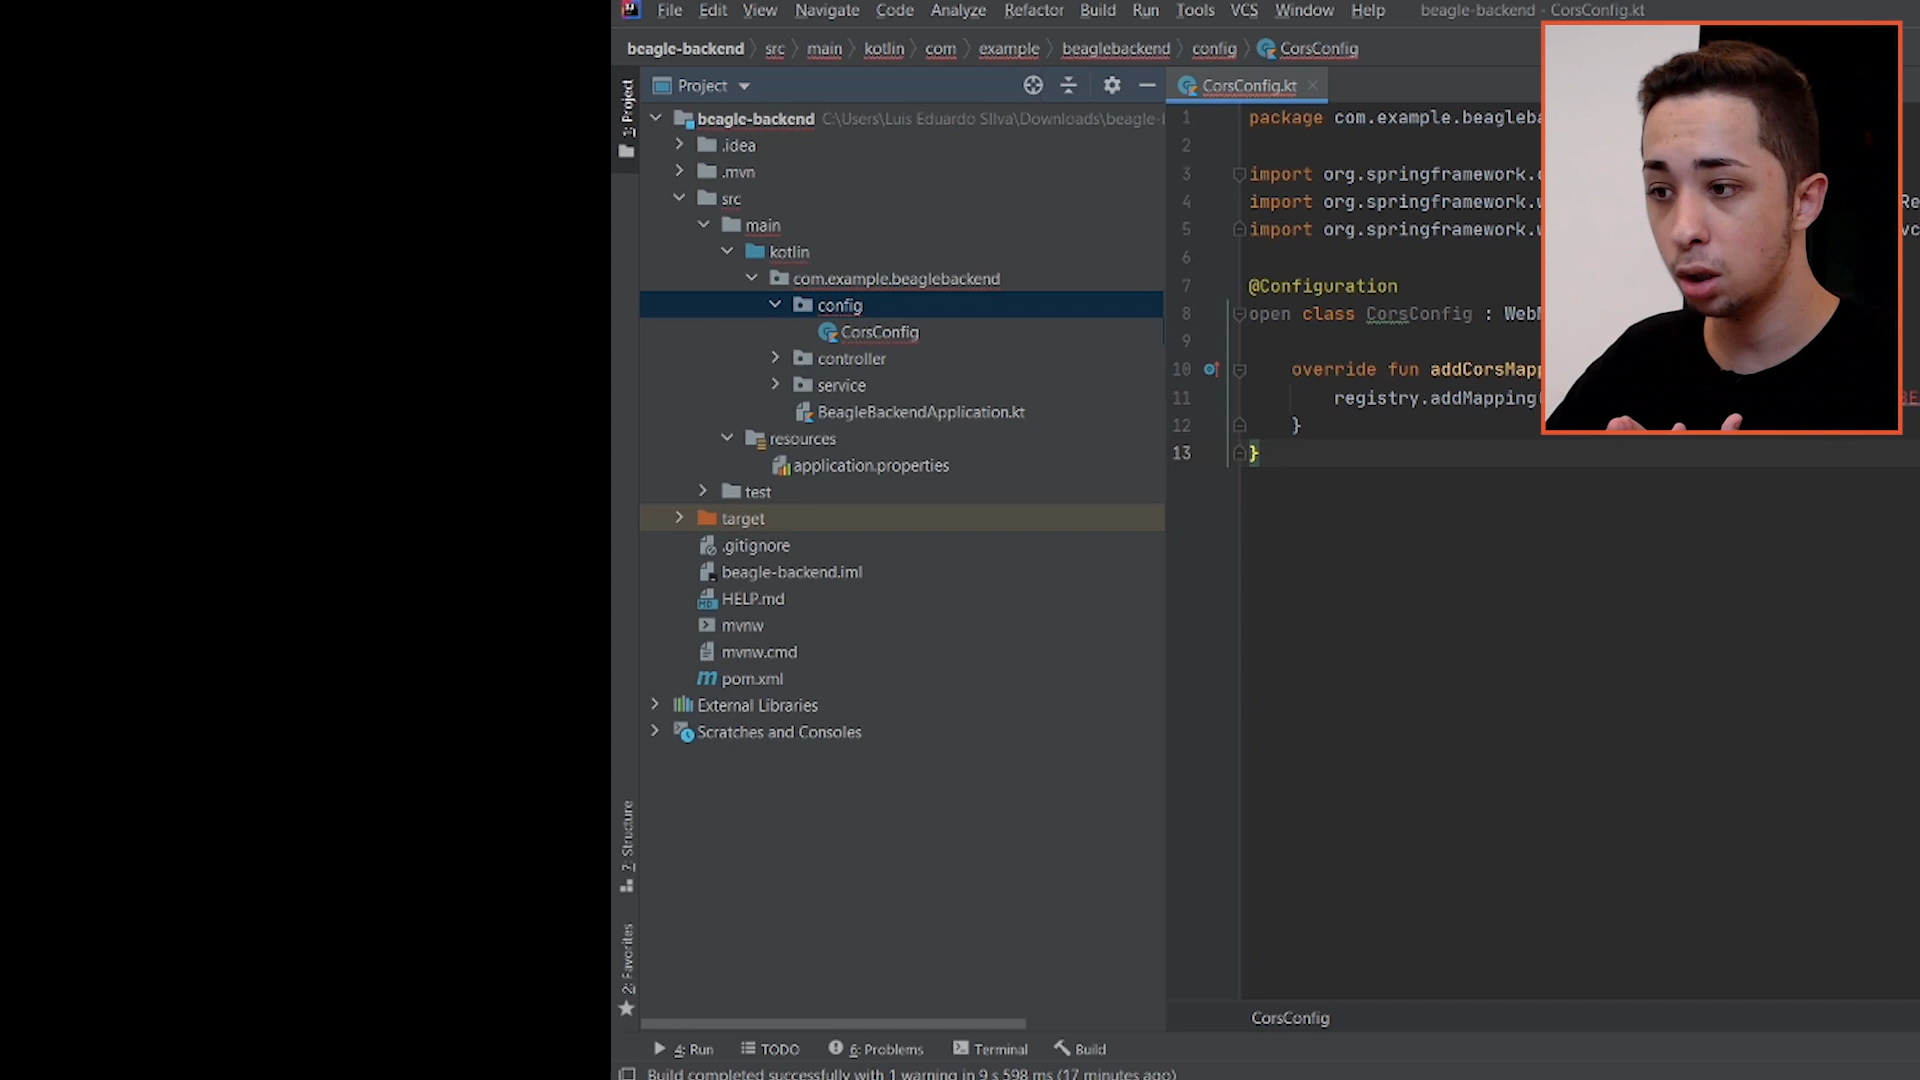 File Edit View Navigate Code Analyze Refactor Build Run Tools VCS Window Help beagle-backend - CorsConfig.kt
beagle-backend src main kotlin com example beaglebackend config CorsConfig
1: Project
Project
CorsConfig.kt
beagle-backend C:\Users\Luis Eduardo SIlva\Downloads\beagle-
.idea
.mvn
src
main
kotlin
com.example.beaglebackend
config
CorsConfig
controller
service
BeagleBackendApplication.kt
resources
application.properties
test
target
.gitignore
beagle-backend.iml
HELP.md
mvnw
mvnw.cmd
pom.xml
External Libraries
Scratches and Consoles
7: Structure
2: Favorites
1 package com.example.beagleba
2
3 import org.springframework.
4 import org.springframework.w Re
5 import org.springframework.w vc
6
7 @Configuration
8 open class CorsConfig : Web
9
10 override fun addCorsMapp
11 registry.addMapping( BE
12 }
13 }
CorsConfig
4: Run TODO 6: Problems Terminal Build
Build completed successfully with 1 warning in 9 s 598 ms (17 minutes ago)